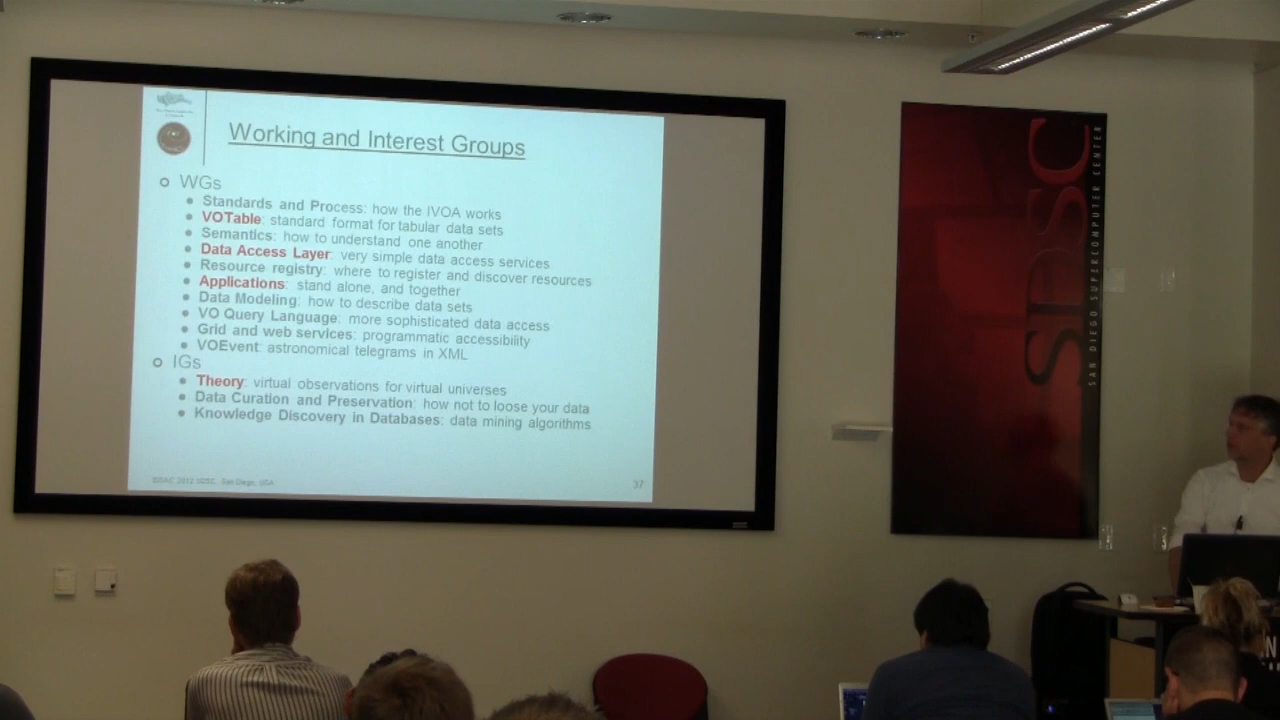 Working and Interest Groups
WGs
Standards and Process: how the IVOA works
VOTable: standard format for tabular data sets
Semantics: how to understand one another
Data Access Layer: very simple data access services
Resource registry: where to register and discover resources
Applications: stand alone, and together
Data Modeling: how to describe data sets
VO Query Language: more sophisticated data access
Grid and web services: programmatic accessibility
VOEvent: astronomical telegrams in XML
IGs
Theory: virtual observations for virtual universes
Data Curation and Preservation: how not to loose your data
Knowledge Discovery in Databases: data mining algorithms
2012 San Diego, USA
37
SDSC
SAN DIEGO SUPERCOMPUTER CENTER